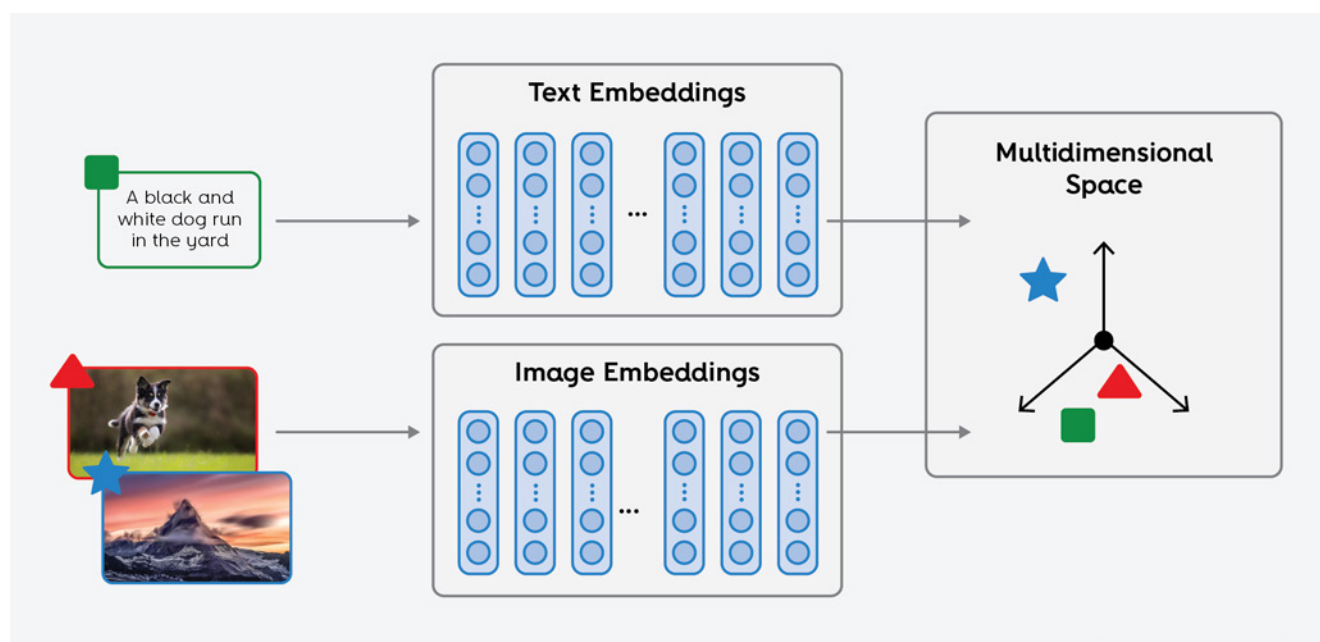 Text Embeddings
A black and
white dog run
in the yard
...
Image Embeddings
...
Multidimensional
Space